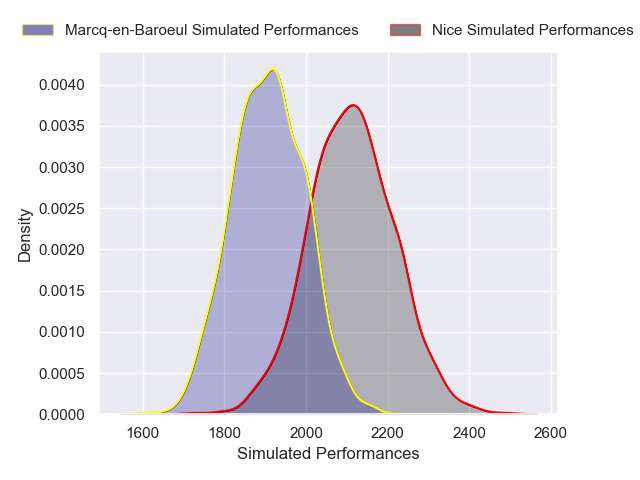 Marcq-en-Baroeul Simulated Performances Nice Simulated Performances
0.0040
0.0035
0.0030
0.0025
0.0020
0.0015
0.0010
0.0005
0.0000
Density
1600 1800 2000 2200 2400 2600
Simulated Performances